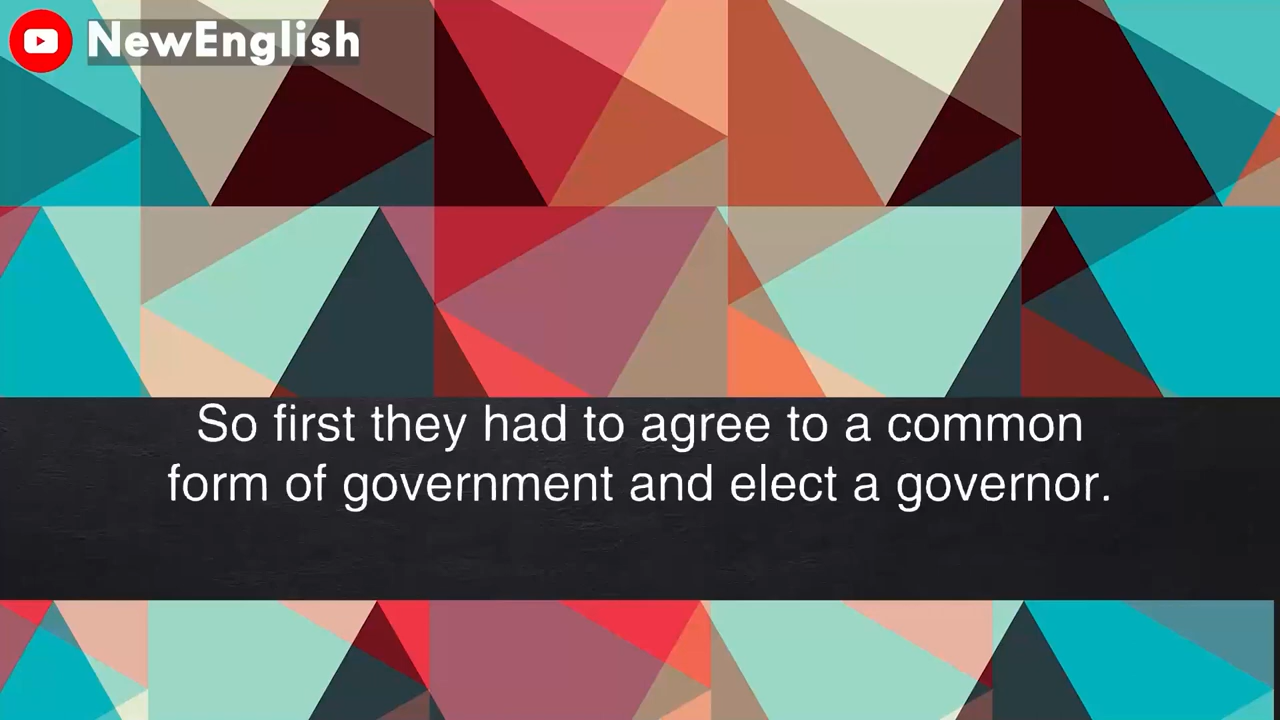 NewEnglish
So first they had to agree to a common
form of government and elect a governor.